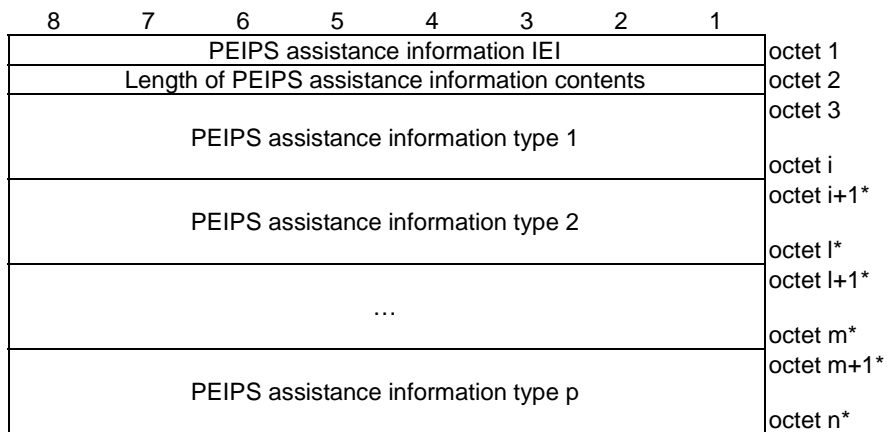 8 7 6 5 4 3 2 1
PEIPS assistance information IEI octet 1
Length of PEIPS assistance information contents octet 2
octet 3
PEIPS assistance information type 1
octet i
octet i+1*
PEIPS assistance information type 2
octet l*
octet l+1*
…
octet m*
octet m+1*
PEIPS assistance information type p
octet n*